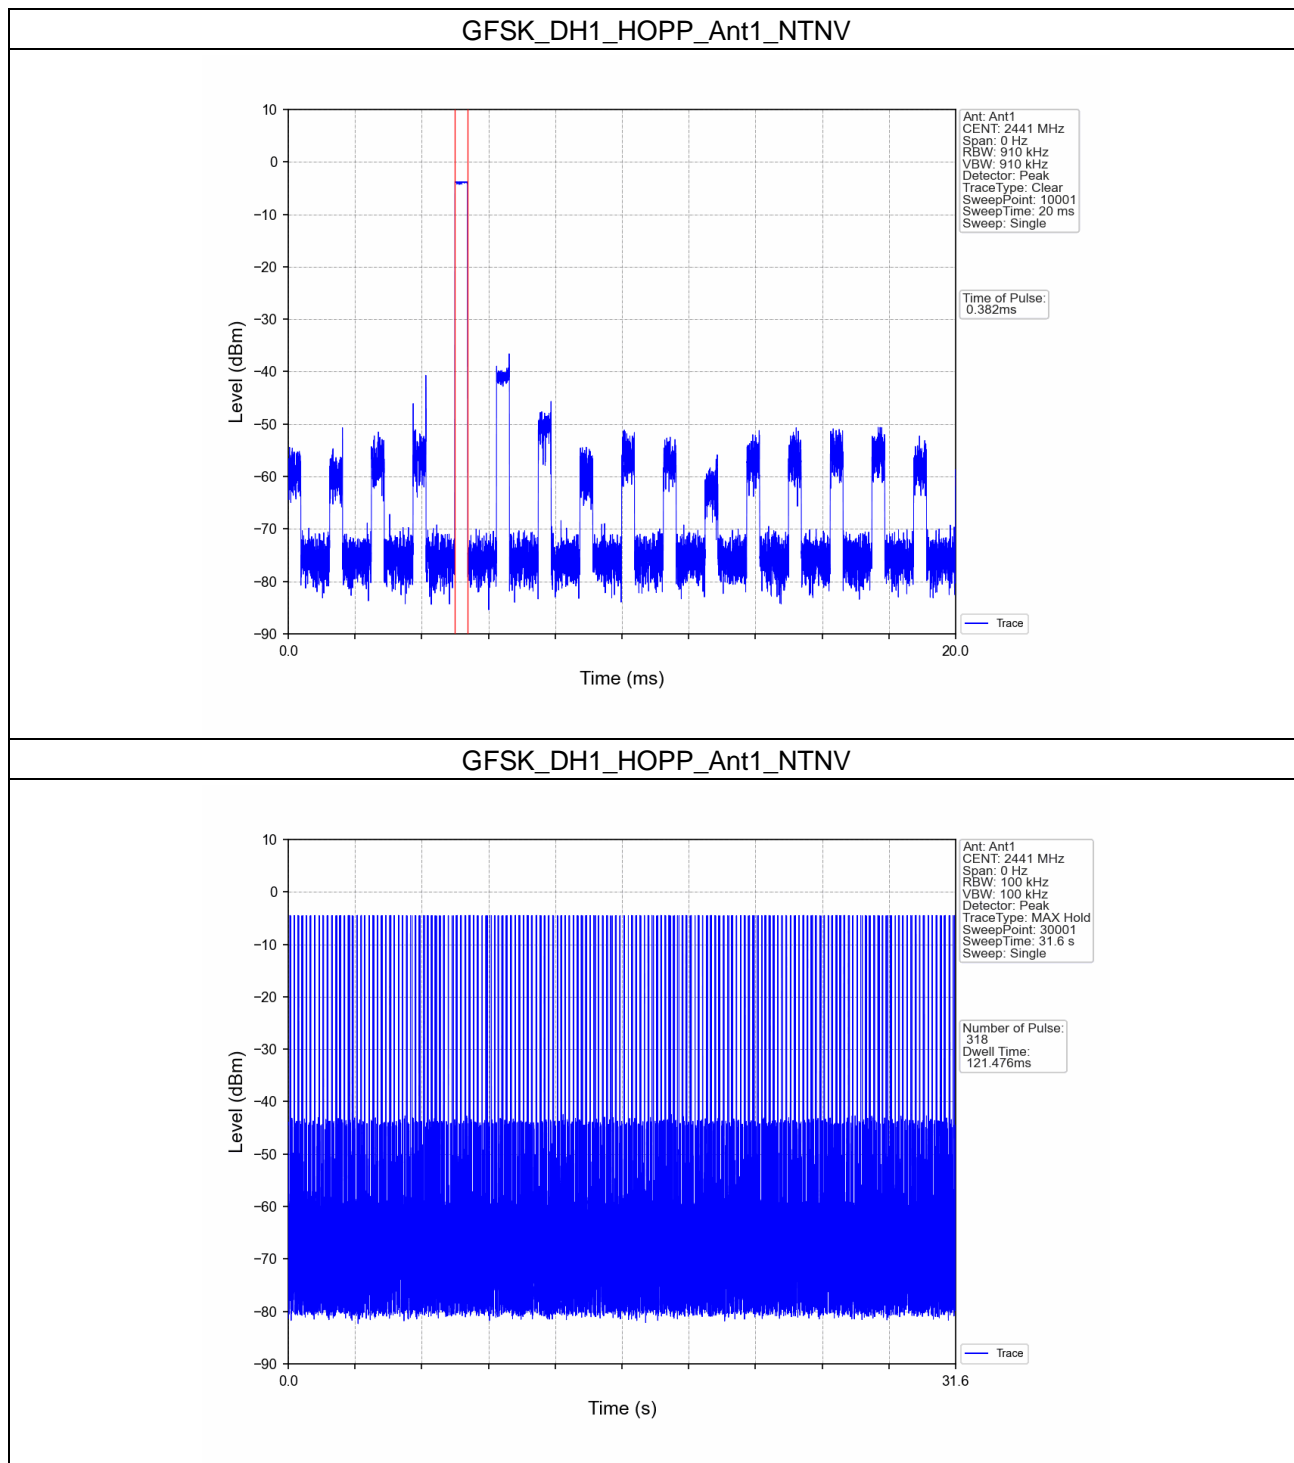 GFSK_DH1_HOPP_Ant1_NTNV
10
0
−10
−20
−30
−40
−50
−60
−70
−80
−90
Level (dBm)
0.0
20.0
Time (ms)
Ant: Ant1
CENT: 2441 MHz
Span: 0 Hz
RBW: 910 kHz
VBW: 910 kHz
Detector: Peak
TraceType: Clear
SweepPoint: 10001
SweepTime: 20 ms
Sweep: Single
Time of Pulse:
0.382ms
Trace
GFSK_DH1_HOPP_Ant1_NTNV
10
0
−10
−20
−30
−40
−50
−60
−70
−80
−90
Level (dBm)
0.0
31.6
Time (s)
Ant: Ant1
CENT: 2441 MHz
Span: 0 Hz
RBW: 100 kHz
VBW: 100 kHz
Detector: Peak
TraceType: MAX Hold
SweepPoint: 30001
SweepTime: 31.6 s
Sweep: Single
Number of Pulse:
318
Dwell Time:
121.476ms
Trace